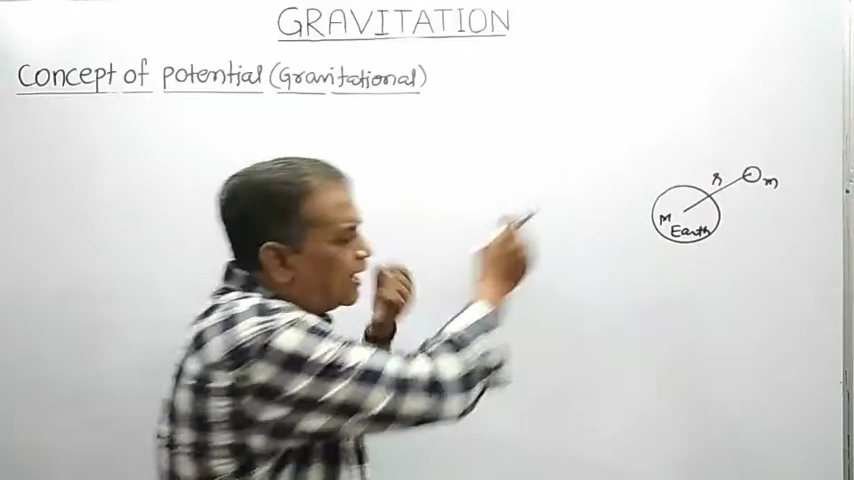 GRAVITATION
Concept of potential (Gravitational)
r
m
M
Earth